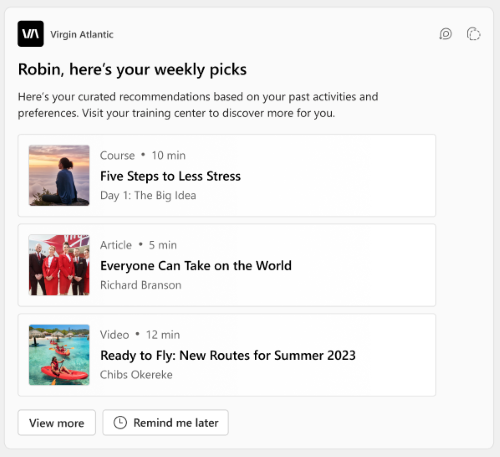 VA
Virgin Atlantic
Robin, here's your weekly picks
Here's your curated recommendations based on your past activities and
preferences. Visit your training center to discover more for you.
Course • 10 min
Five Steps to Less Stress
Day 1: The Big Idea
Article • 5 min
Everyone Can Take on the World
Richard Branson
Video • 12 min
Ready to Fly: New Routes for Summer 2023
Chibs Okereke
View more
Remind me later